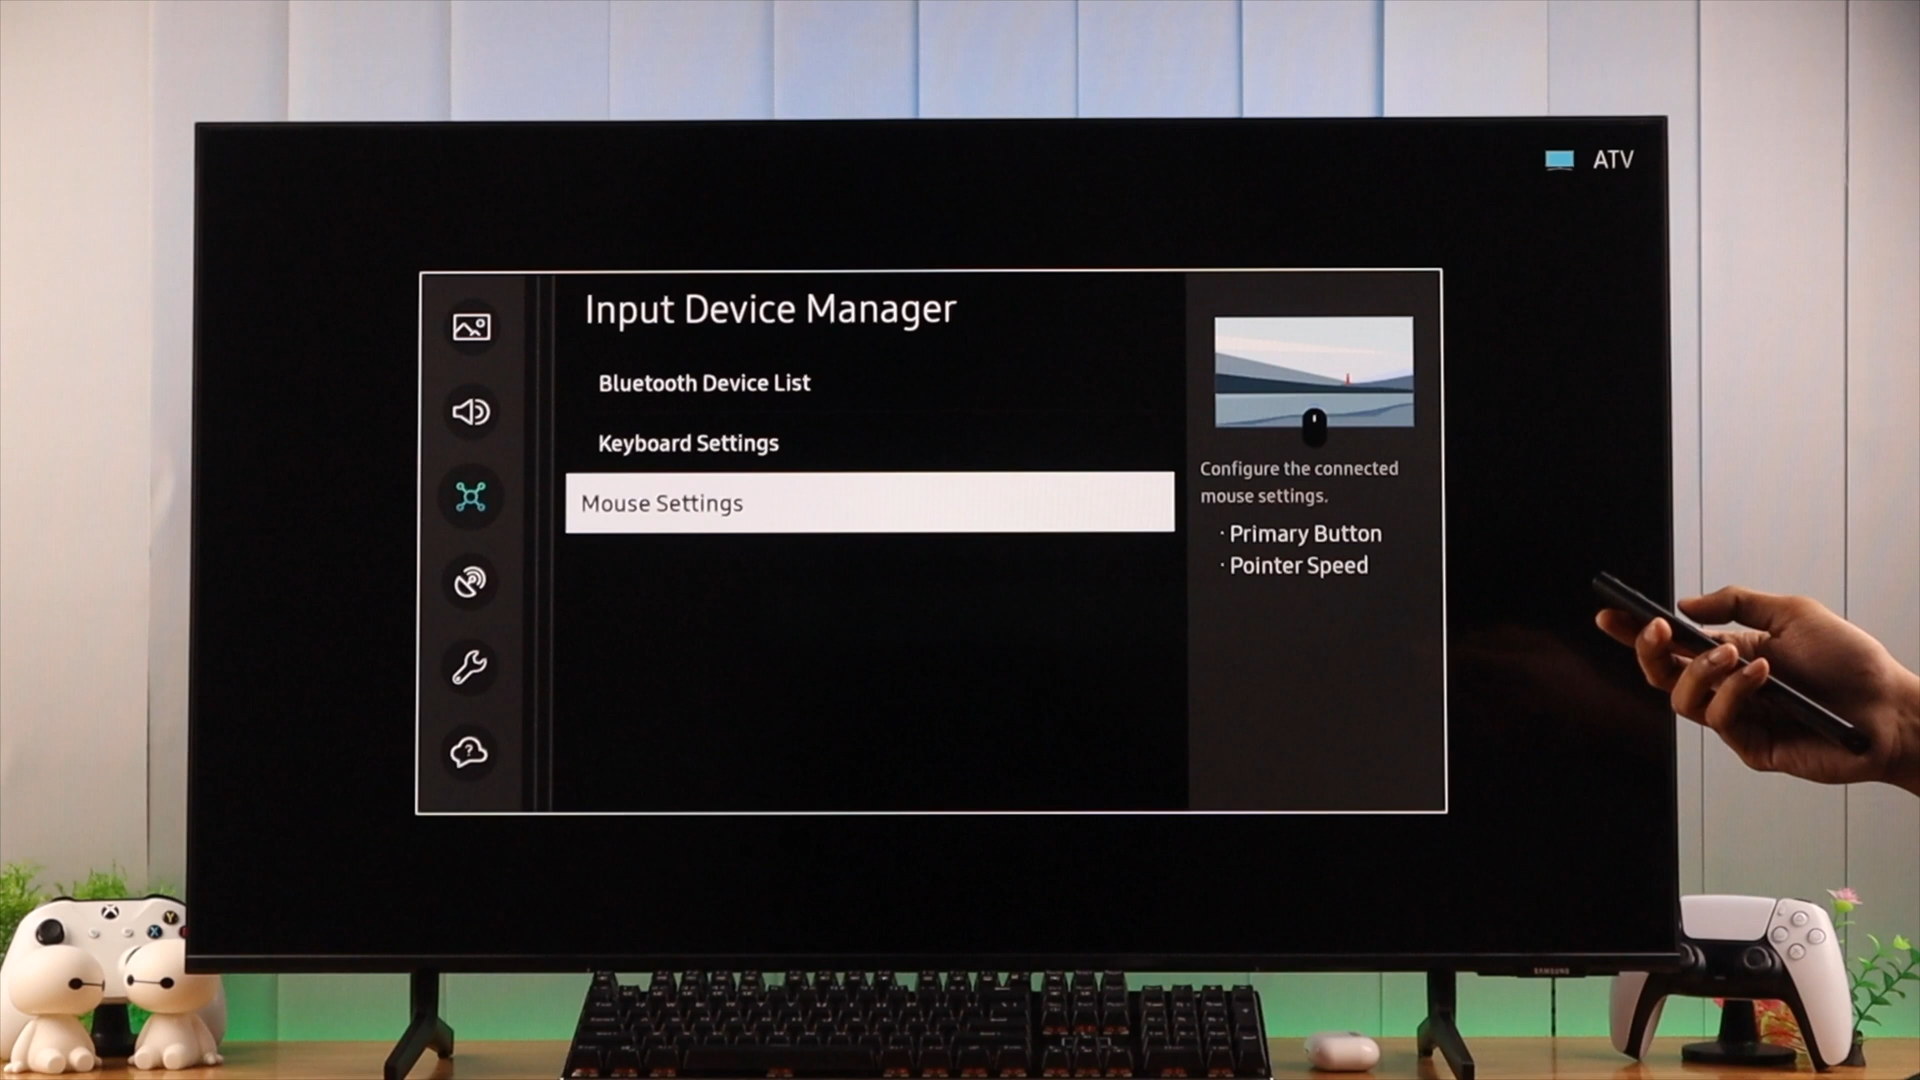 ATV
Input Device Manager
Bluetooth Device List
Keyboard Settings
Mouse Settings
Configure the connected
mouse settings.
· Primary Button
· Pointer Speed
?
Y
X
SAMSUNG